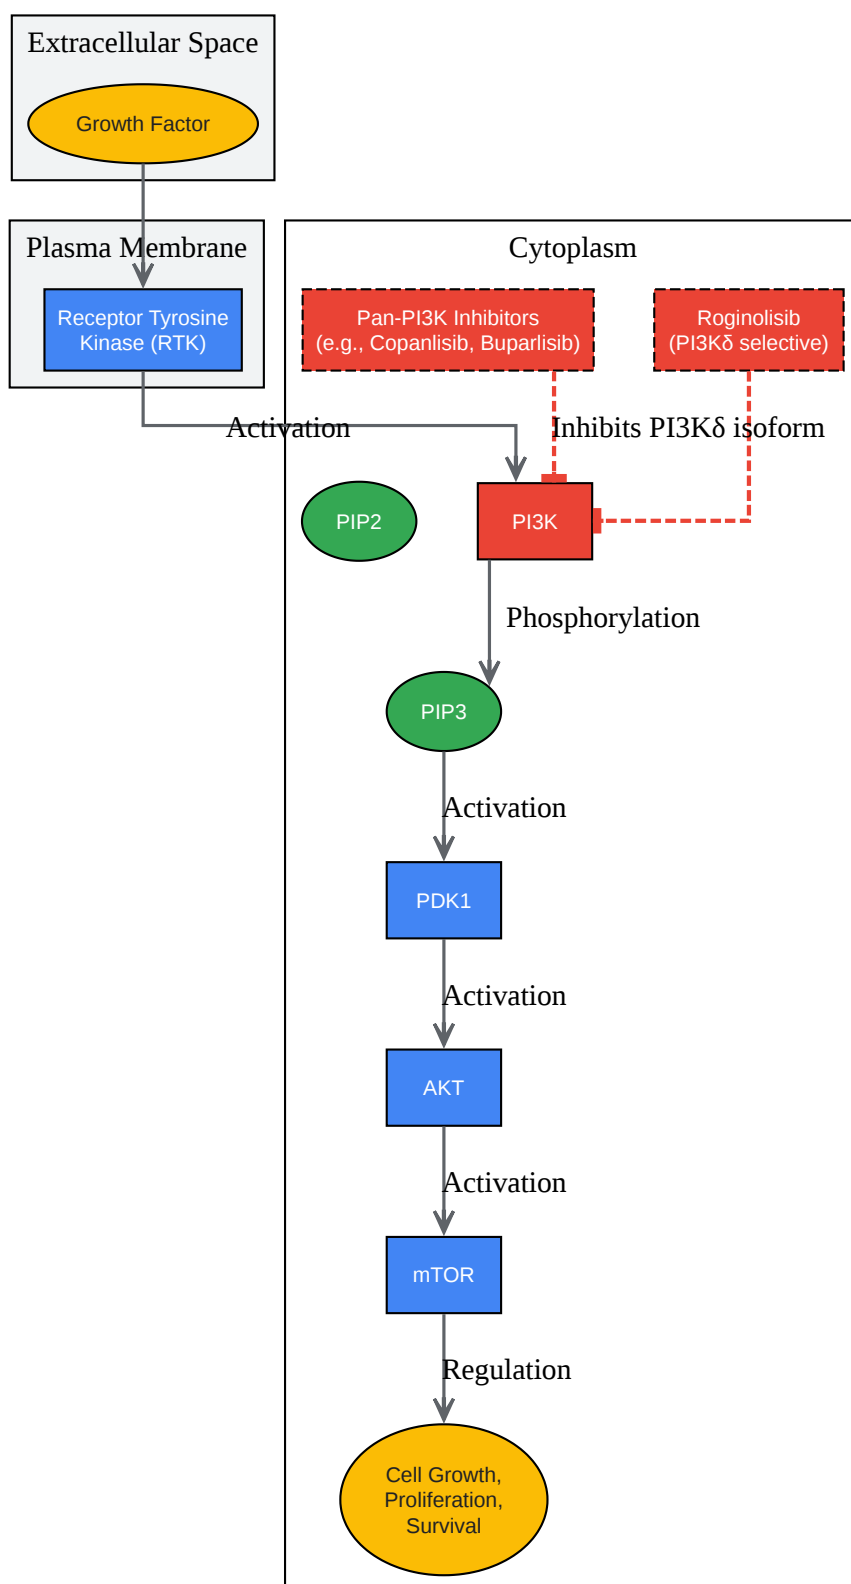 Extracellular Space
Growth Factor
Plasma Membrane
Receptor Tyrosine
Kinase (RTK)
Cytoplasm
Pan-PI3K Inhibitors
(e.g., Copanlisib, Buparlisib)
Roginolisib
(PI3Kδ selective)
Activation
Inhibits PI3Kδ isoform
PIP2
PI3K
Phosphorylation
PIP3
Activation
PDK1
Activation
AKT
Activation
mTOR
Regulation
Cell Growth,
Proliferation,
Survival